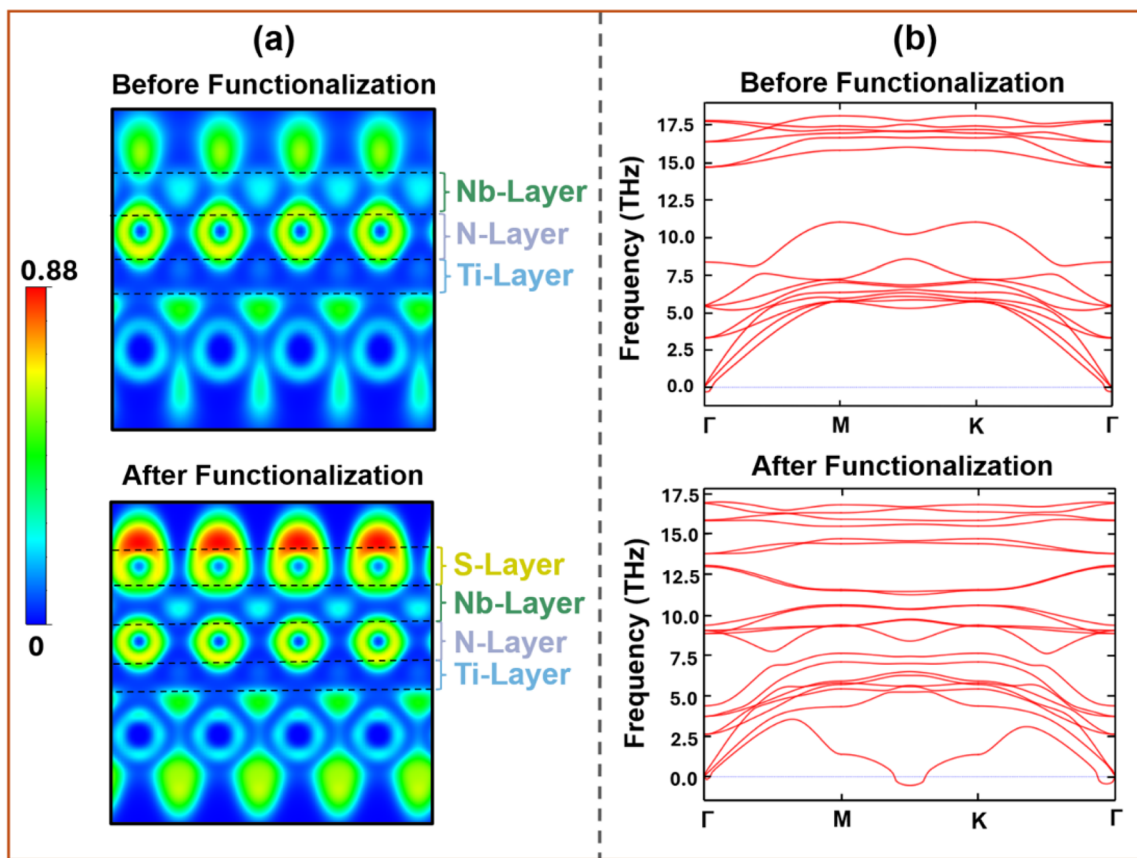 (a)
Before Functionalization
Nb-Layer
N-Layer
Ti-Layer
0.88
0
After Functionalization
S-Layer
Nb-Layer
N-Layer
Ti-Layer
(b)
Before Functionalization
Frequency (THz)
17.5
15.0
12.5
10.0
7.5
5.0
2.5
0.0
Γ M K Γ
After Functionalization
Frequency (THz)
17.5
15.0
12.5
10.0
7.5
5.0
2.5
0.0
Γ M K Γ